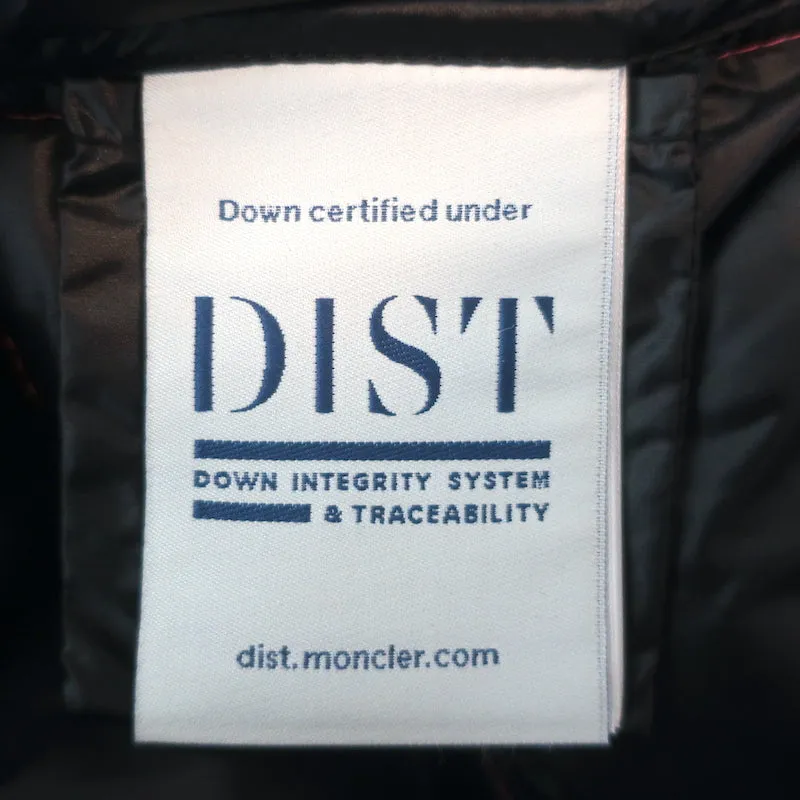 Down certified under
DIST
DOWN INTEGRITY SYSTEM
& TRACEABILITY
dist.moncler.com